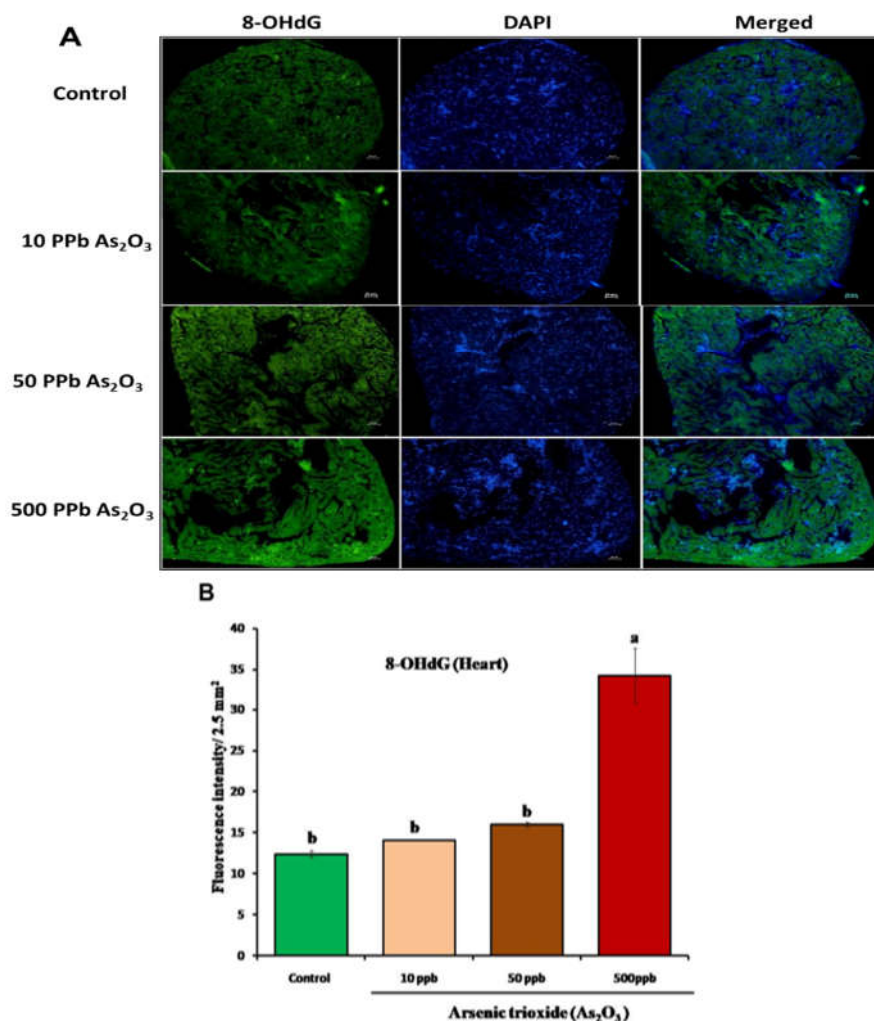 A
8-OHdG DAPI Merged
Control
10 PPb As₂O₃
50 PPb As₂O₃
500 PPb As₂O₃
B
8-OHdG (Heart)
Fluorescence intensity/ 2.5 mm²
40
35
30
25
20
15
10
5
0
b
b
b
a
Control 10 ppb 50 ppb 500ppb
Arsenic trioxide (As₂O₃)